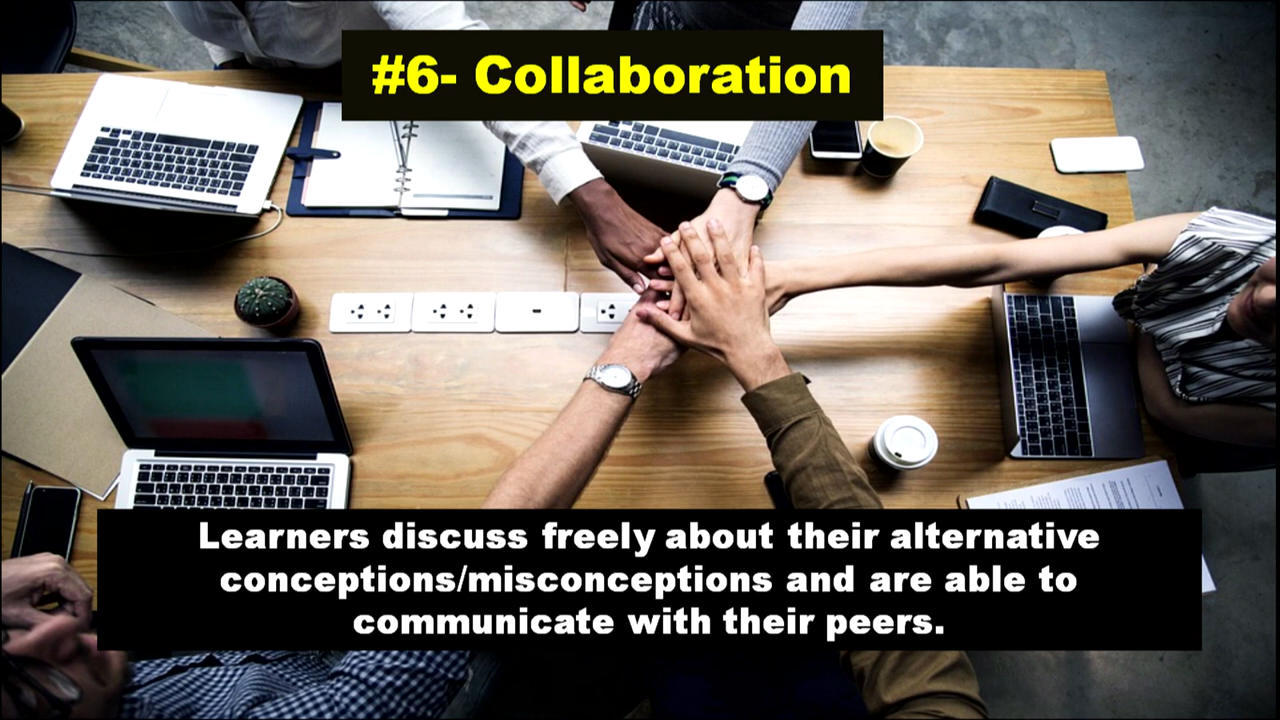 #6- Collaboration
Learners discuss freely about their alternative
conceptions/misconceptions and are able to
communicate with their peers.